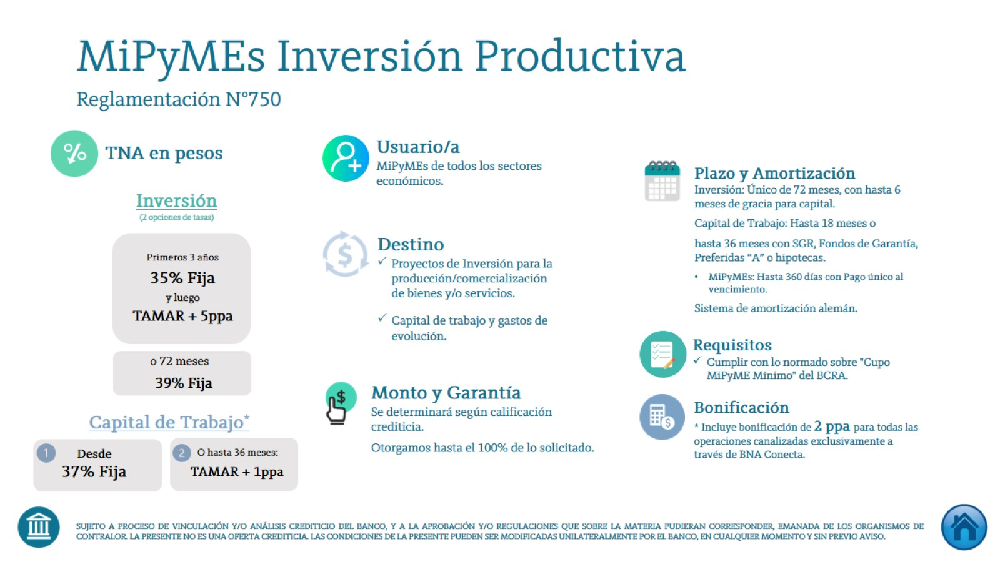 MiPyMEs Inversión Productiva
Reglamentación N°750
TNA en pesos
Inversión
(2 opciones de tasas)
Primeros 3 años
35% Fija
y luego
TAMAR + 5ppa
o 72 meses
39% Fija
Capital de Trabajo*
1
Desde
37% Fija
2
O hasta 36 meses:
TAMAR + 1ppa
Usuario/a
MiPyMEs de todos los sectores
económicos.
Destino
✓ Proyectos de Inversión para la
producción/comercialización
de bienes y/o servicios.
✓ Capital de trabajo y gastos de
evolución.
Monto y Garantía
Se determinará según calificación
crediticia.
Otorgamos hasta el 100% de lo solicitado.
Plazo y Amortización
Inversión: Único de 72 meses, con hasta 6
meses de gracia para capital.
Capital de Trabajo: Hasta 18 meses o
hasta 36 meses con SGR, Fondos de Garantía,
Preferidas “A” o hipotecas.
• MiPyMEs: Hasta 360 días con Pago único al
vencimiento.
Sistema de amortización alemán.
Requisitos
✓ Cumplir con lo normado sobre "Cupo
MiPyME Mínimo" del BCRA.
Bonificación
* Incluye bonificación de 2 ppa para todas las
operaciones canalizadas exclusivamente a
través de BNA Conecta.
SUJETO A PROCESO DE VINCULACIÓN Y/O ANÁLISIS CREDITICIO DEL BANCO, Y A LA APROBACIÓN Y/O REGULACIONES QUE SOBRE LA MATERIA PUDIERAN CORRESPONDER, EMANADA DE LOS ORGANISMOS DE
CONTRALOR. LA PRESENTE NO ES UNA OFERTA CREDITICIA. LAS CONDICIONES DE LA PRESENTE PUEDEN SER MODIFICADAS UNILATERALMENTE POR EL BANCO, EN CUALQUIER MOMENTO Y SIN PREVIO AVISO.